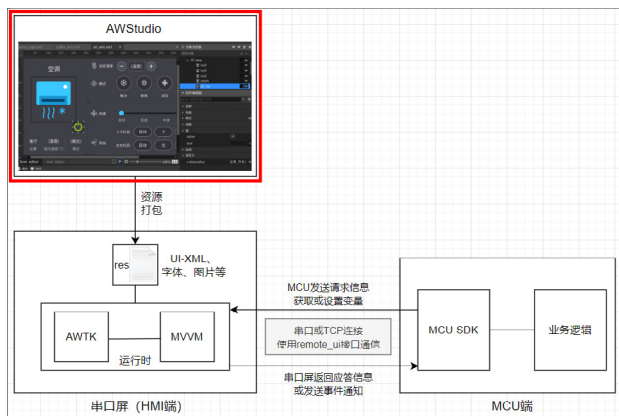 AWStudio
空调
资源
打包
res
UI-XML、
字体、图片等
AWTK
MVVM
运行时
串口屏（HMI端）
MCU发送请求信息
获取或设置变量
串口或TCP连接
使用remote_ui接口通信
串口屏返回应答信息
或发送事件通知
MCU SDK
业务逻辑
MCU端